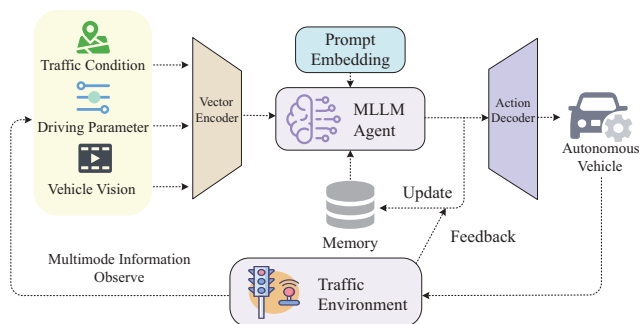 Traffic Condition
Driving Parameter
Vehicle Vision
Vector
Encoder
Prompt
Embedding
MLLM
Agent
Action
Decoder
Autonomous
Vehicle
Update
Memory
Feedback
Multimode Information
Observe
Traffic
Environment